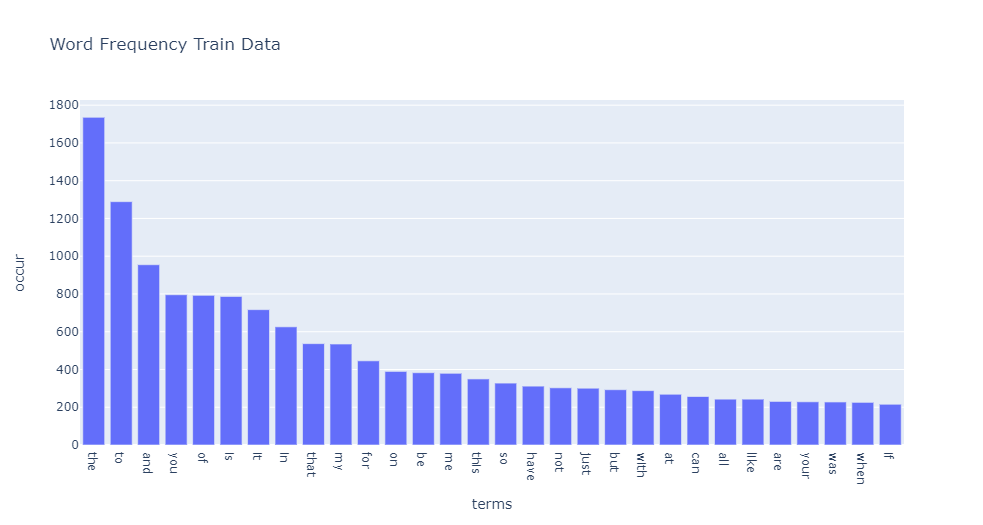 Word Frequency Train Data
1800
1600
1400
1200
1000
800
600
400
200
0
occur
the
to
and
you
of
is
it
in
that
my
for
on
be
me
this
so
have
not
just
but
with
at
can
all
like
are
your
was
when
if
terms